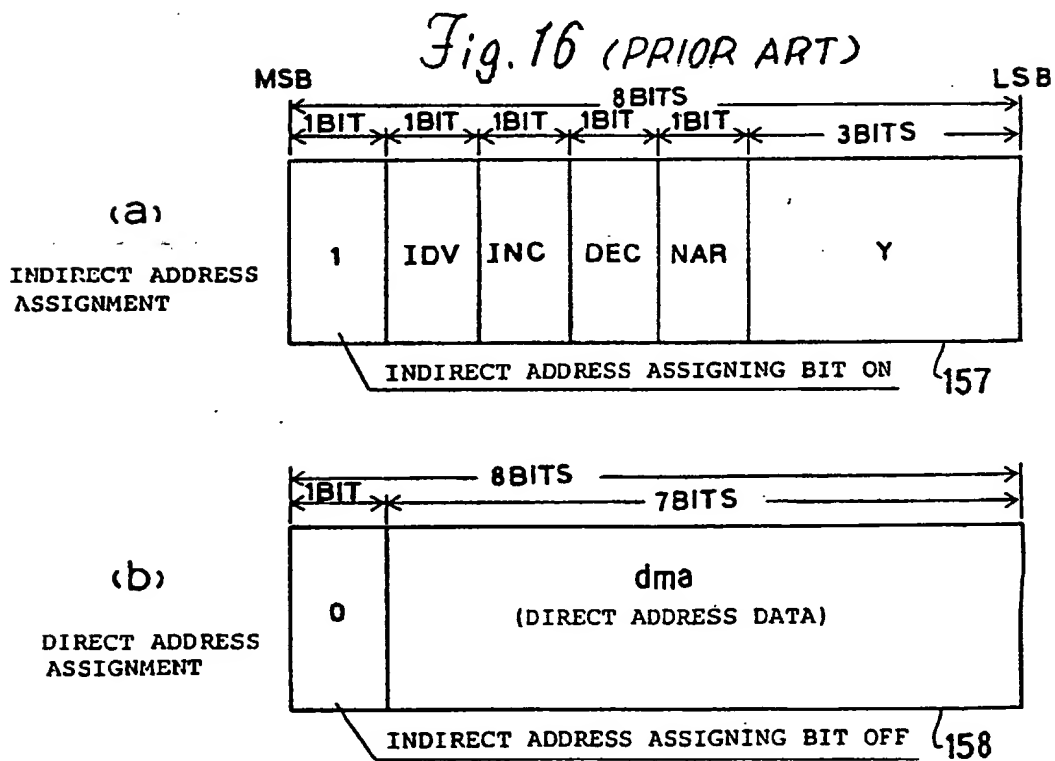 Fig. 16 (PRIOR ART)
MSB
LSB
8BITS
1BIT 1BIT 1BIT 1BIT 1BIT 3BITS
(a)
INDIRECT ADDRESS
ASSIGNMENT
1 IDV INC DEC NAR Y
INDIRECT ADDRESS ASSIGNING BIT ON
157
8BITS
1BIT 7BITS
(b)
DIRECT ADDRESS
ASSIGNMENT
0
dma
(DIRECT ADDRESS DATA)
INDIRECT ADDRESS ASSIGNING BIT OFF
158